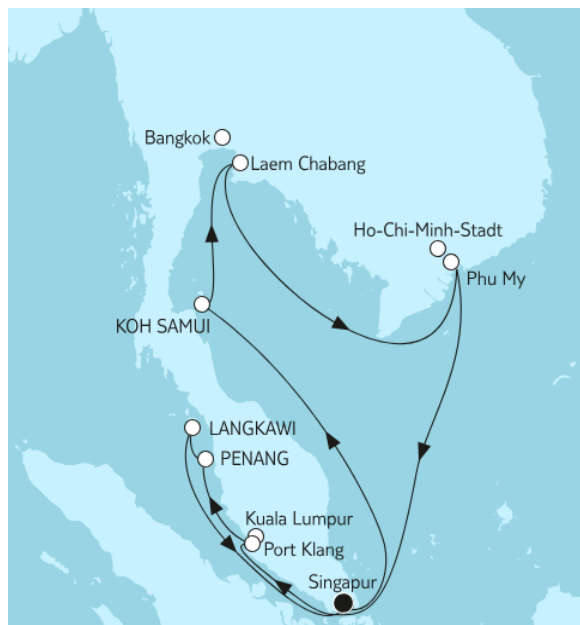 Bangkok
Laem Chabang
Ho-Chi-Minh-Stadt
Phu My
KOH SAMUI
LANGKAWI
PENANG
Kuala Lumpur
Port Klang
Singapur